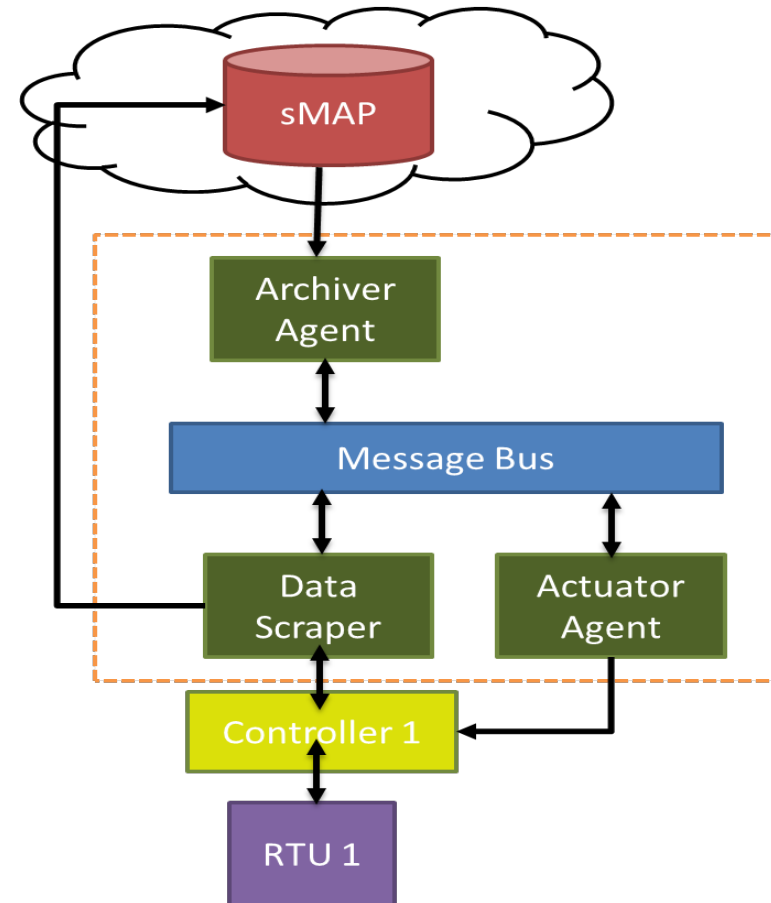 sMAP
Archiver
Agent
Message Bus
Data
Scraper
Actuator
Agent
Controller 1
RTU 1